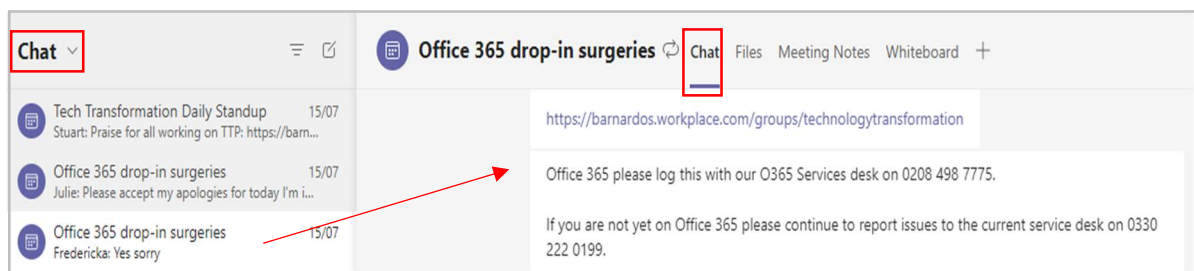 Chat
Tech Transformation Daily Standup 15/07
Stuart: Praise for all working on TTP: https://barn...
Office 365 drop-in surgeries 15/07
Julie: Please accept my apologies for today I'm i...
Office 365 drop-in surgeries 15/07
Fredericka: Yes sorry
Office 365 drop-in surgeries Chat Files Meeting Notes Whiteboard +
https://barnardos.workplace.com/groups/technologytransformation
Office 365 please log this with our O365 Services desk on 0208 498 7775.
If you are not yet on Office 365 please continue to report issues to the current service desk on 0330
222 0199.